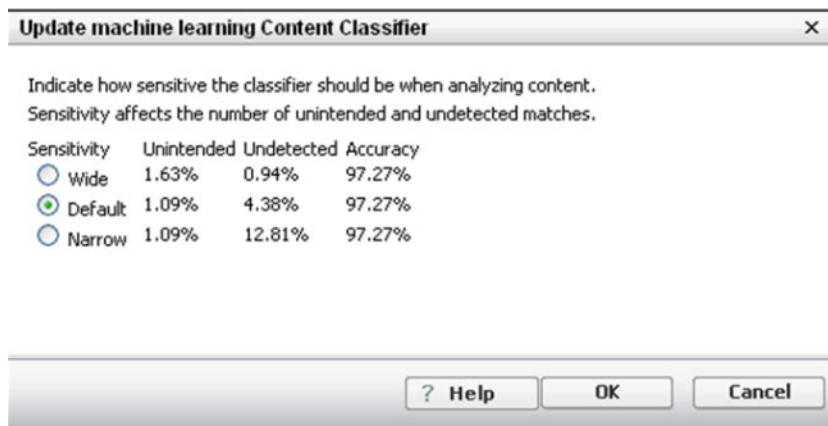 Update machine learning Content Classifier ×
Indicate how sensitive the classifier should be when analyzing content.
Sensitivity affects the number of unintended and undetected matches.
Sensitivity Unintended Undetected Accuracy
Wide 1.63% 0.94% 97.27%
Default 1.09% 4.38% 97.27%
Narrow 1.09% 12.81% 97.27%
? Help OK Cancel